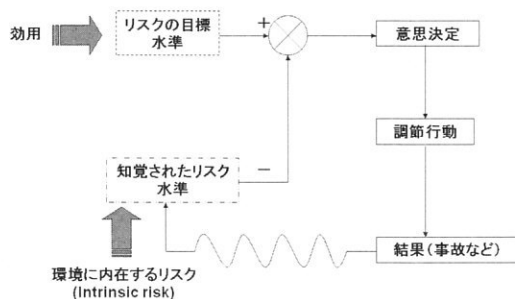 効用
リスクの目標
水準
+
意思決定
調節行動
知覚されたリスク
水準
−
結果(事故など)
環境に内在するリスク
(Intrinsic risk)